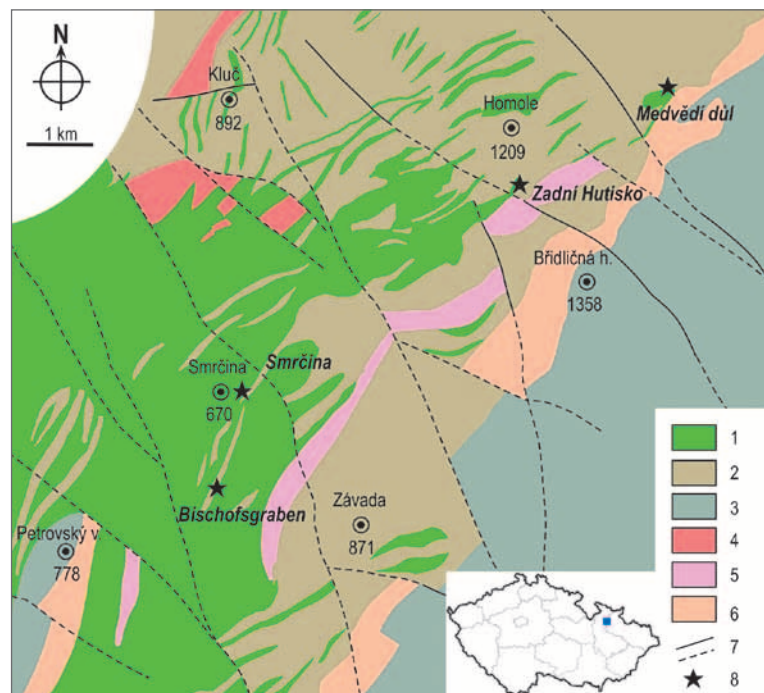 N
1 km
Kluč
892
Homole
1209
Medvědí důl
Zadní Hutisko
Břidličná h.
1358
Smrčina
Smrčina
670
Bischofsgraben
Závada
871
Petrovský v.
778
1
2
3
4
5
6
7
8